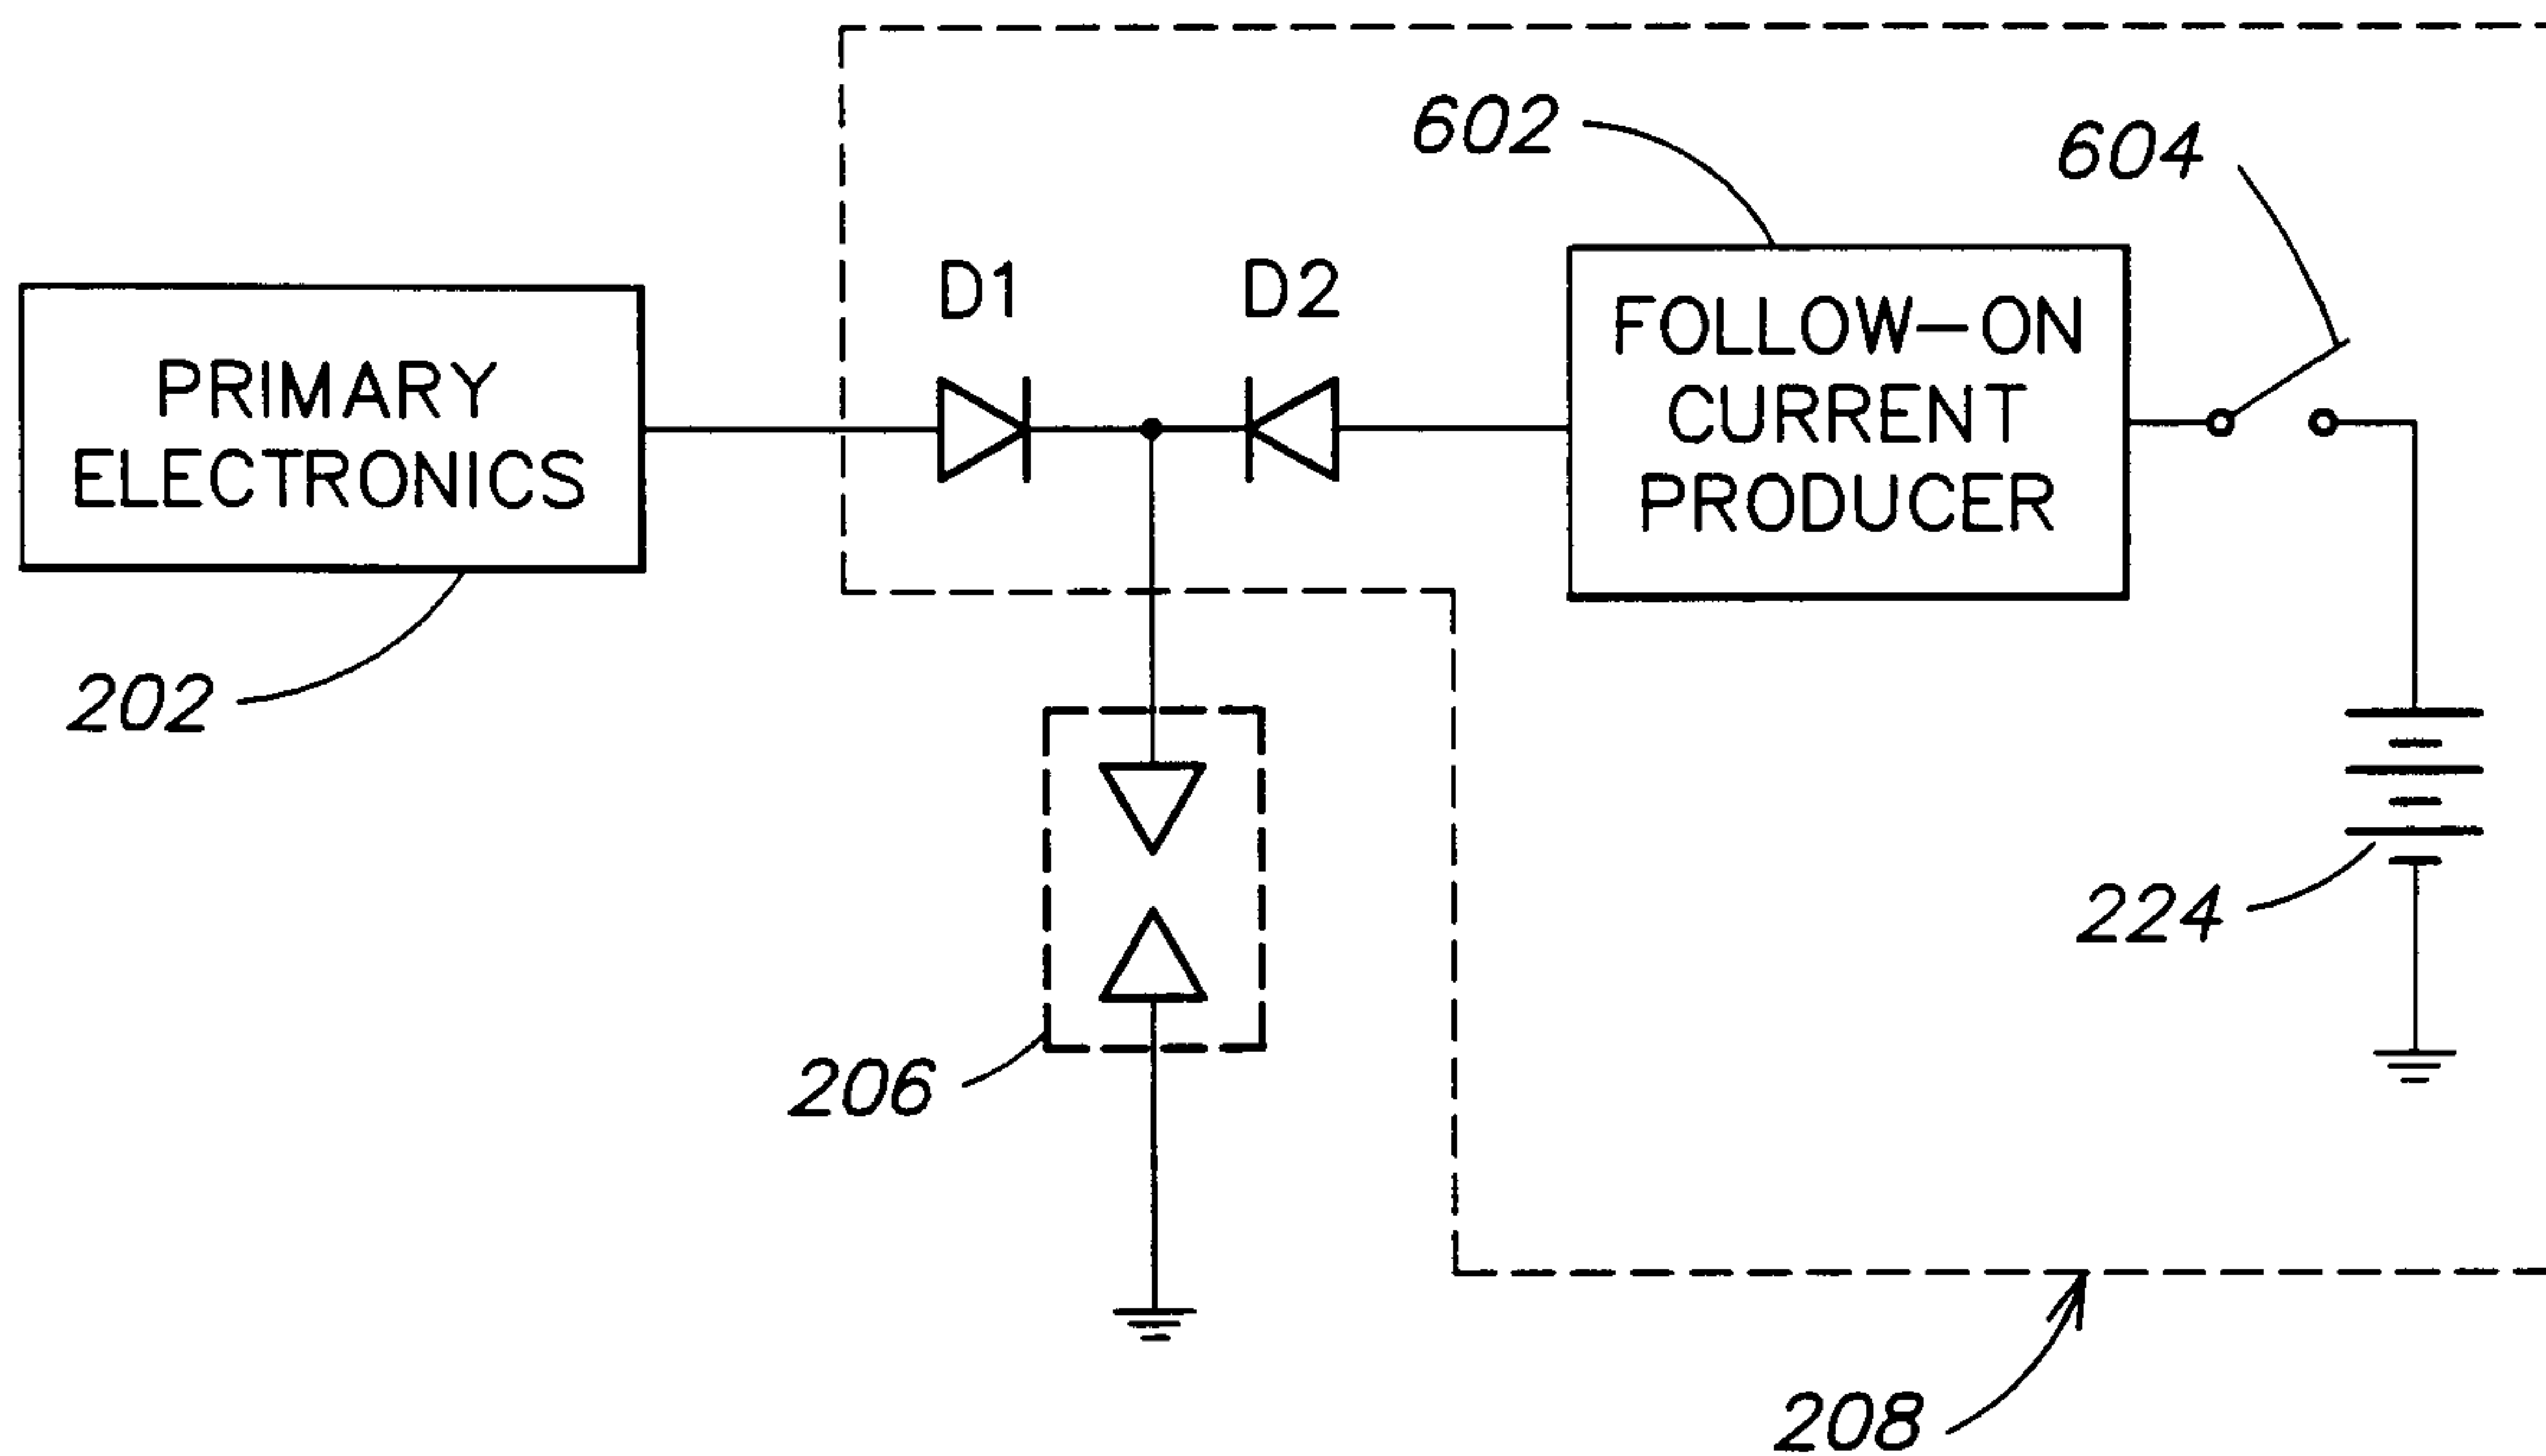 602
604
D1
D2
PRIMARY
ELECTRONICS
FOLLOW-ON
CURRENT
PRODUCER
202
224
206
208